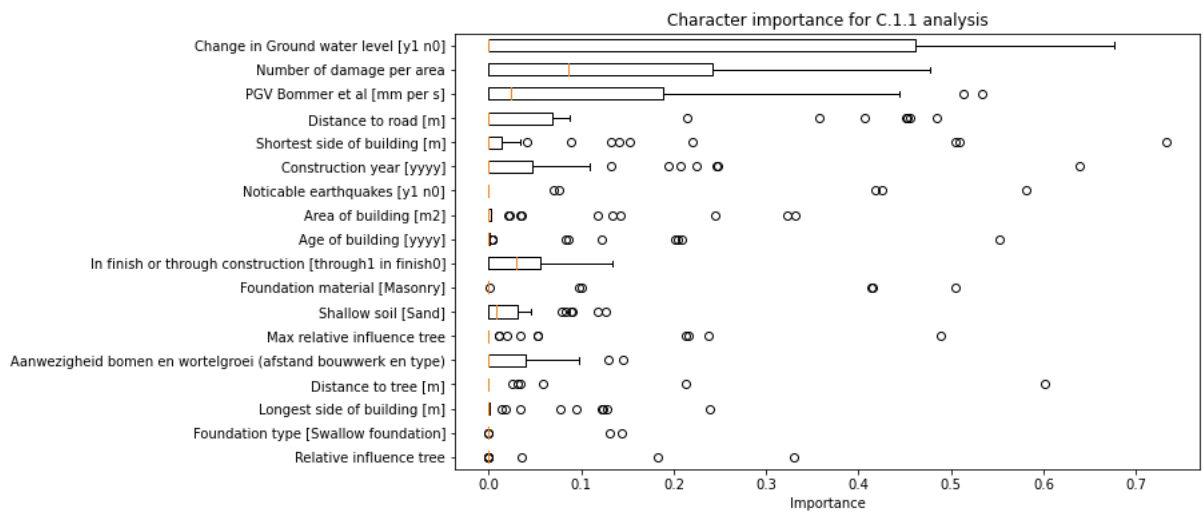 Character importance for C.1.1 analysis
Change in Ground water level [y1 n0]
Number of damage per area
PGV Bommer et al [mm per s]
Distance to road [m]
Shortest side of building [m]
Construction year [yyyy]
Noticable earthquakes [y1 n0]
Area of building [m2]
Age of building [yyyy]
In finish or through construction [through1 in finish0]
Foundation material [Masonry]
Shallow soil [Sand]
Max relative influence tree
Aanwezigheid bomen en wortelgroei (afstand bouwwerk en type)
Distance to tree [m]
Longest side of building [m]
Foundation type [Swallow foundation]
Relative influence tree
0.0 0.1 0.2 0.3 0.4 0.5 0.6 0.7
Importance